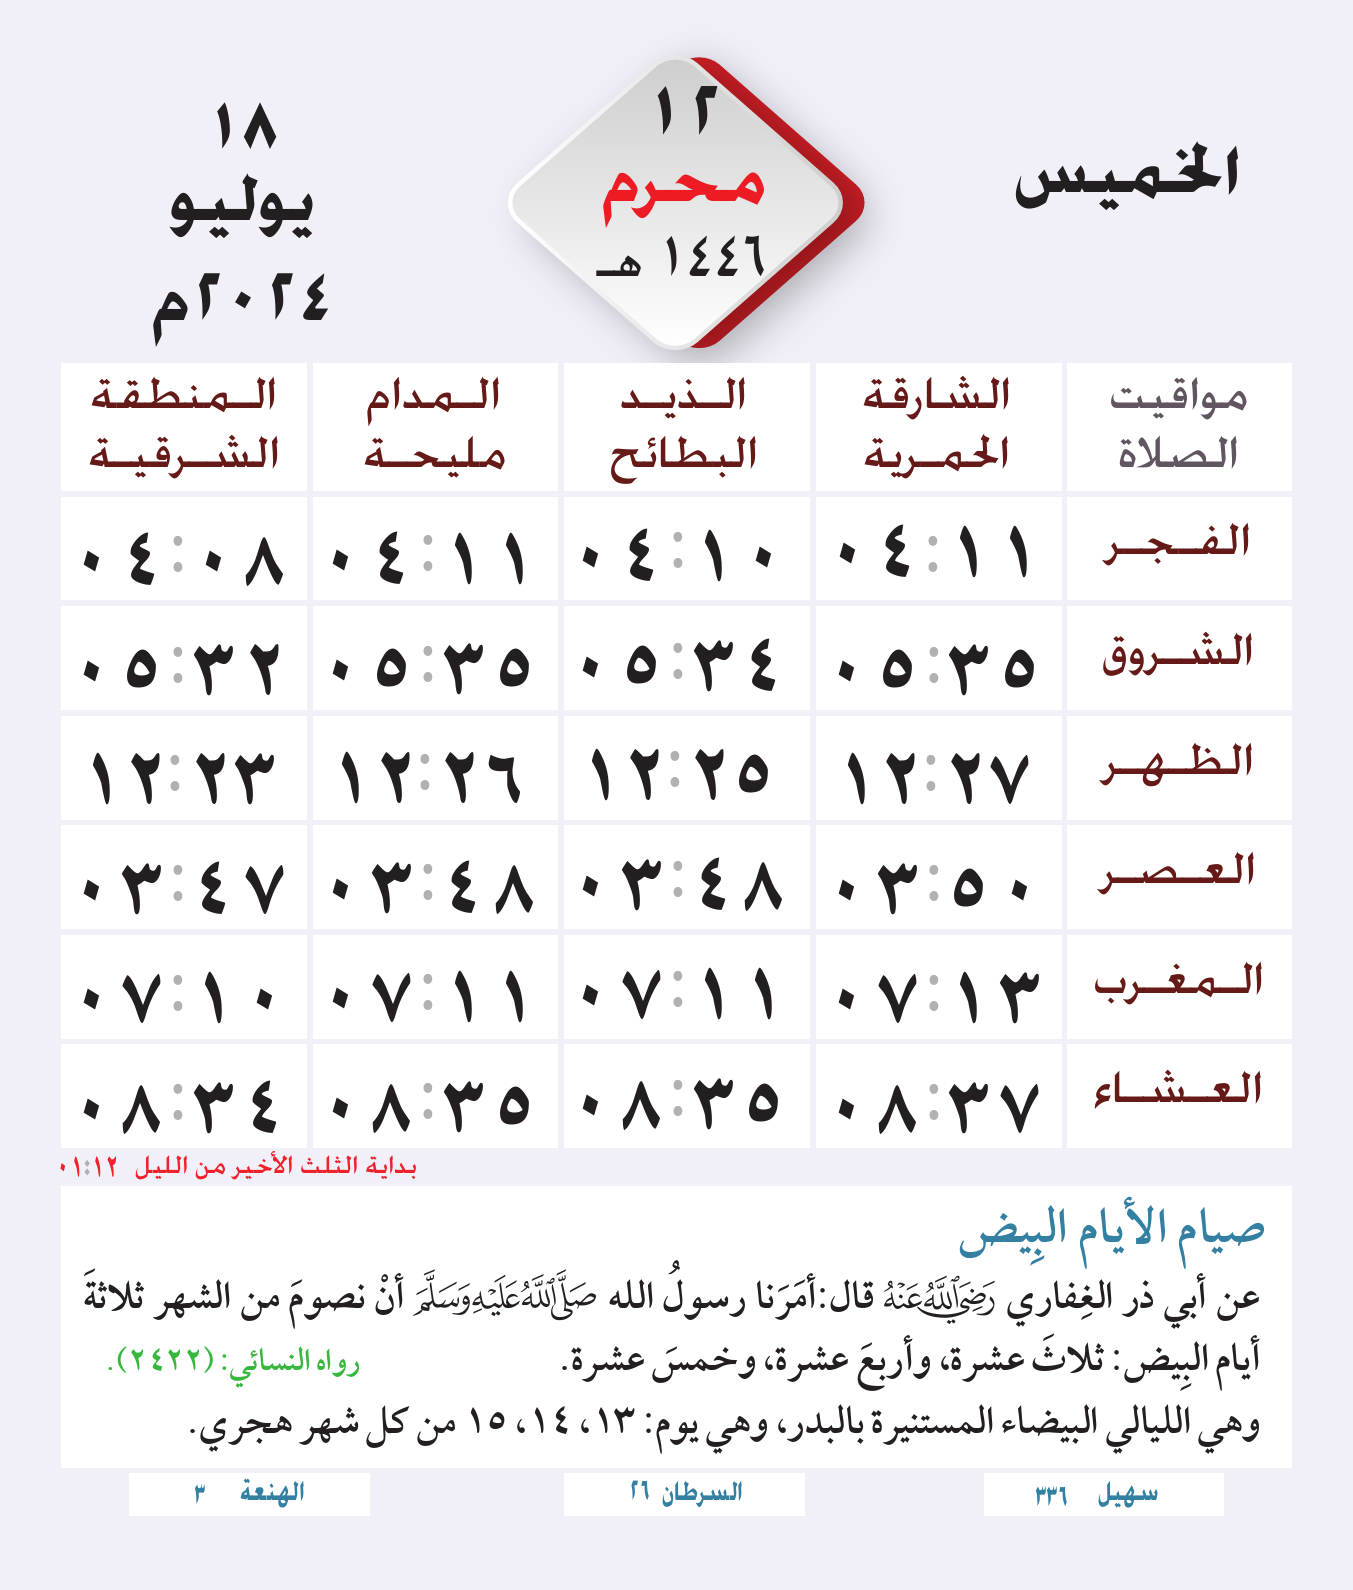 الخميس
١٢
محرم
١٤٤٦ هـ
١٨
يوليو
٢٠٢٤م
مواقيت الصلاة | الشارقة الحمرية | الذيد البطائح | المدام مليحة | المنطقة الشرقية
الفجر ٠٤:١١ ٠٤:١٠ ٠٤:١١ ٠٤:٠٨
الشروق ٠٥:٣٥ ٠٥:٣٤ ٠٥:٣٥ ٠٥:٣٢
الظهر ١٢:٢٧ ١٢:٢٥ ١٢:٢٦ ١٢:٢٣
العصر ٠٣:٥٠ ٠٣:٤٨ ٠٣:٤٨ ٠٣:٤٧
المغرب ٠٧:١٣ ٠٧:١١ ٠٧:١١ ٠٧:١٠
العشاء ٠٨:٣٧ ٠٨:٣٥ ٠٨:٣٥ ٠٨:٣٤
بداية الثلث الأخير من الليل ٠١:١٢
صيام الأيام البِيض
عن أبي ذر الغِفاري رَضِيَ اللَّهُ عَنْهُ قال:أمَرَنا رسولُ الله صَلَّى اللَّهُ عَلَيْهِ وَسَلَّمَ أنْ نصومَ من الشهر ثلاثةَ
أيام البِيض: ثلاثَ عشرة، وأربعَ عشرة، وخمسَ عشرة. رواه النسائي: (٢٤٢٢).
وهي الليالي البيضاء المستنيرة بالبدر، وهي يوم: ١٣، ١٤، ١٥ من كل شهر هجري.
سهيل ٣٣٦
السرطان ٢٦
الهنعة ٣